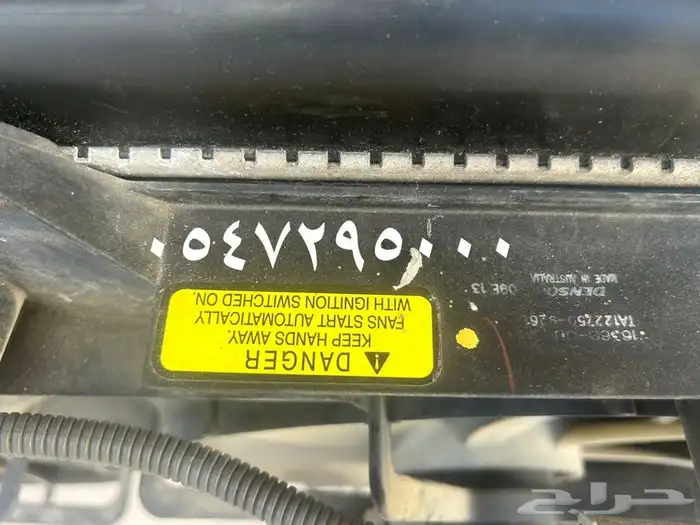 ٠٥٤٧٢٩٥٠٠٠
DANGER
KEEP HANDS AWAY.
FANS START AUTOMATICALLY
WITH IGNITION SWITCHED ON.
DENSO
MADE IN AUSTRALIA
حراج